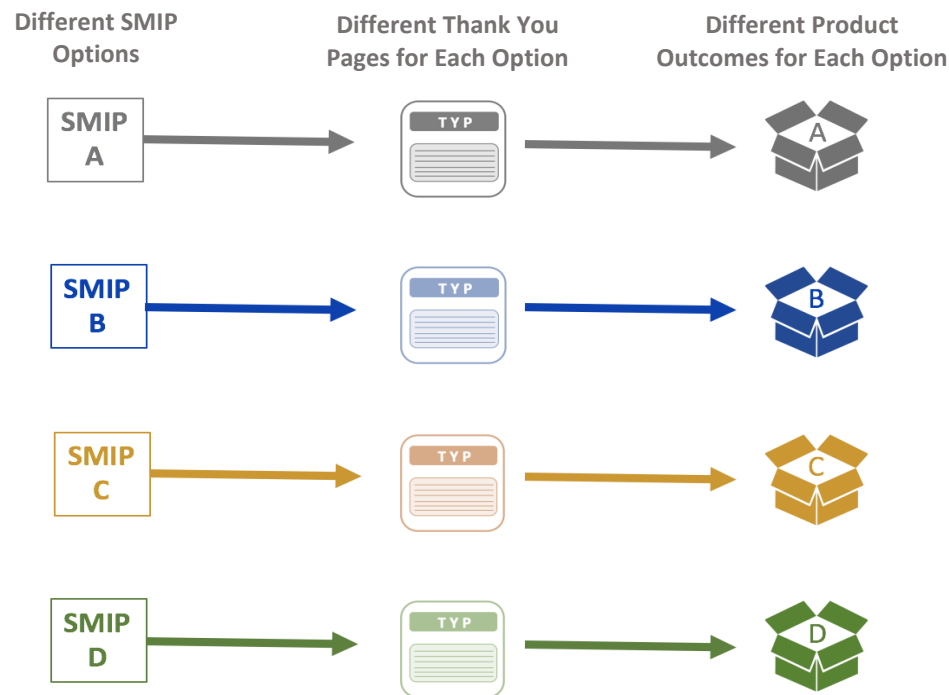 Different SMIP
Options
Different Thank You
Pages for Each Option
Different Product
Outcomes for Each Option
SMIP
A
TYP
A
SMIP
B
TYP
B
SMIP
C
TYP
C
SMIP
D
TYP
D